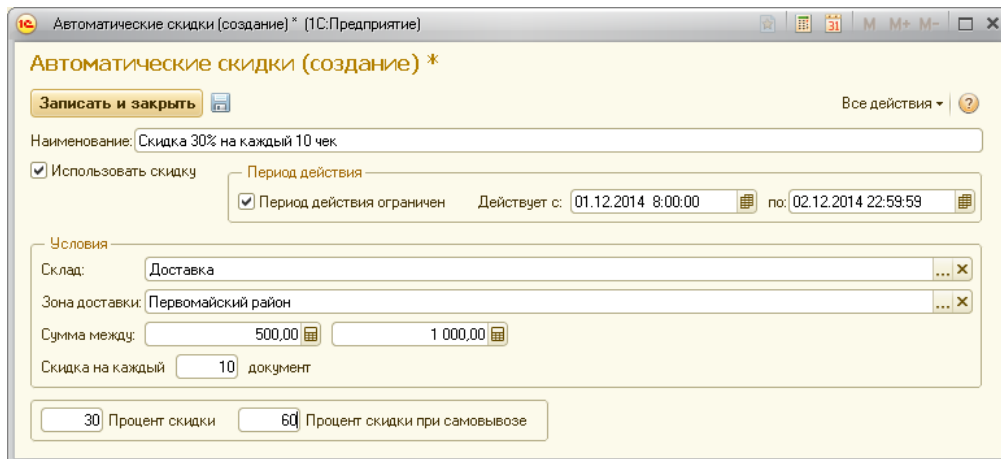 1С Автоматические скидки (создание) * (1С:Предприятие) 31 M M+ M-
Автоматические скидки (создание) *
Записать и закрыть Все действия ?
Наименование: Скидка 30% на каждый 10 чек
Использовать скидку Период действия
Период действия ограничен Действует с: 01.12.2014 8:00:00 по: 02.12.2014 22:59:59
Условия
Склад: Доставка ...
Зона доставки: Первомайский район ...
Сумма между: 500,00 1 000,00
Скидка на каждый 10 документ
30 Процент скидки 60 Процент скидки при самовывозе